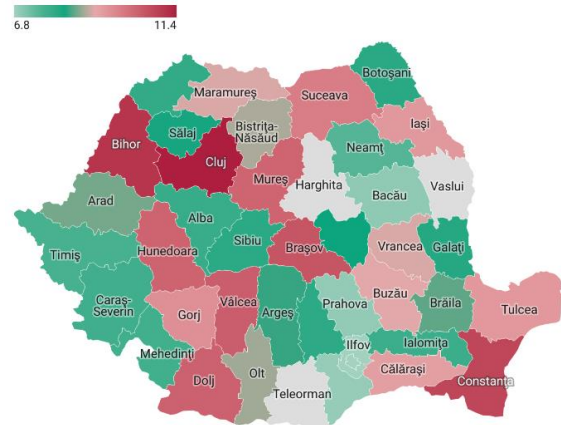 6.8 11.4
Botoşani
Maramureş
Suceava
Iaşi
Sălaj
Bistriţa-
Năsăud
Neamţ
Bihor
Cluj
Mureş
Harghita
Bacău
Vaslui
Arad
Alba
Timiş
Hunedoara
Sibiu
Braşov
Vrancea
Galaţi
Caraş-
Severin
Gorj
Vâlcea
Argeş
Prahova
Buzău
Brăila
Tulcea
Mehedinţi
Ilfov
Ialomiţa
Dolj
Olt
Călăraşi
Constanţa
Teleorman